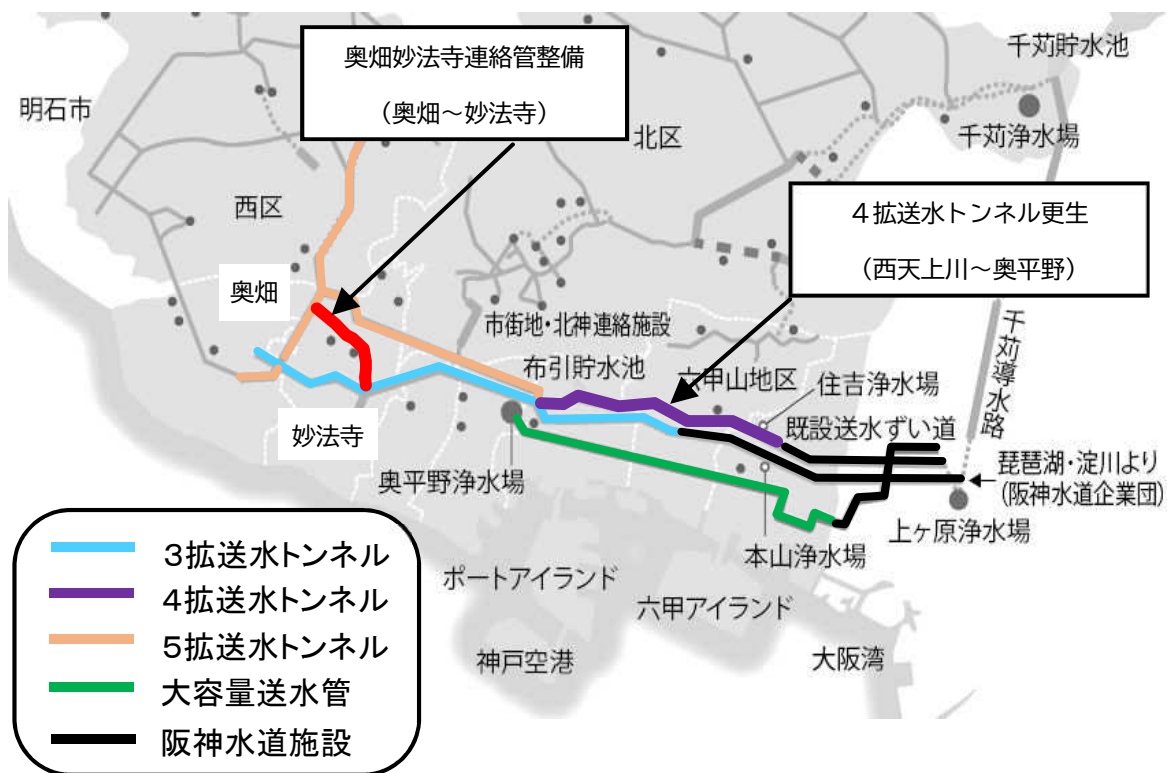 奥畑妙法寺連絡管整備
(奥畑～妙法寺)
千苅貯水池
明石市
北区
千苅浄水場
西区
４拡送水トンネル更生
(西天上川～奥平野)
奥畑
市街地・北神連絡施設
布引貯水池
六甲山地区
住吉浄水場
千苅導水路
妙法寺
既設送水ずい道
琵琶湖・淀川より
(阪神水道企業団)
奥平野浄水場
上ヶ原浄水場
本山浄水場
３拡送水トンネル
４拡送水トンネル
５拡送水トンネル
大容量送水管
阪神水道施設
ポートアイランド
六甲アイランド
神戸空港
大阪湾